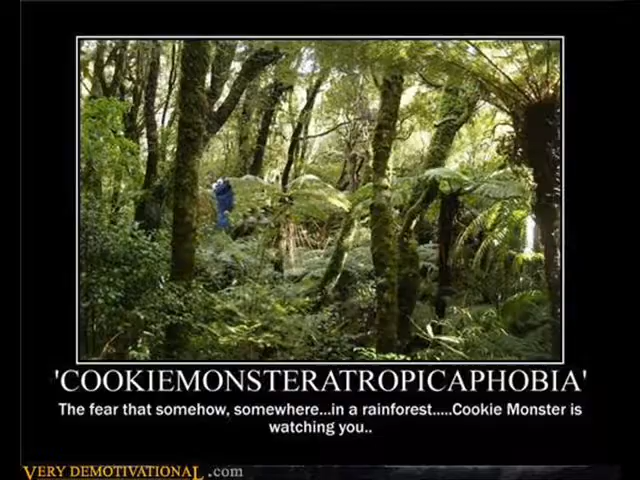 'COOKIEMONSTERATROPICAPHOBIA'
The fear that somehow, somewhere...in a rainforest.....Cookie Monster is
watching you..
VERY DEMOTIVATIONAL.com